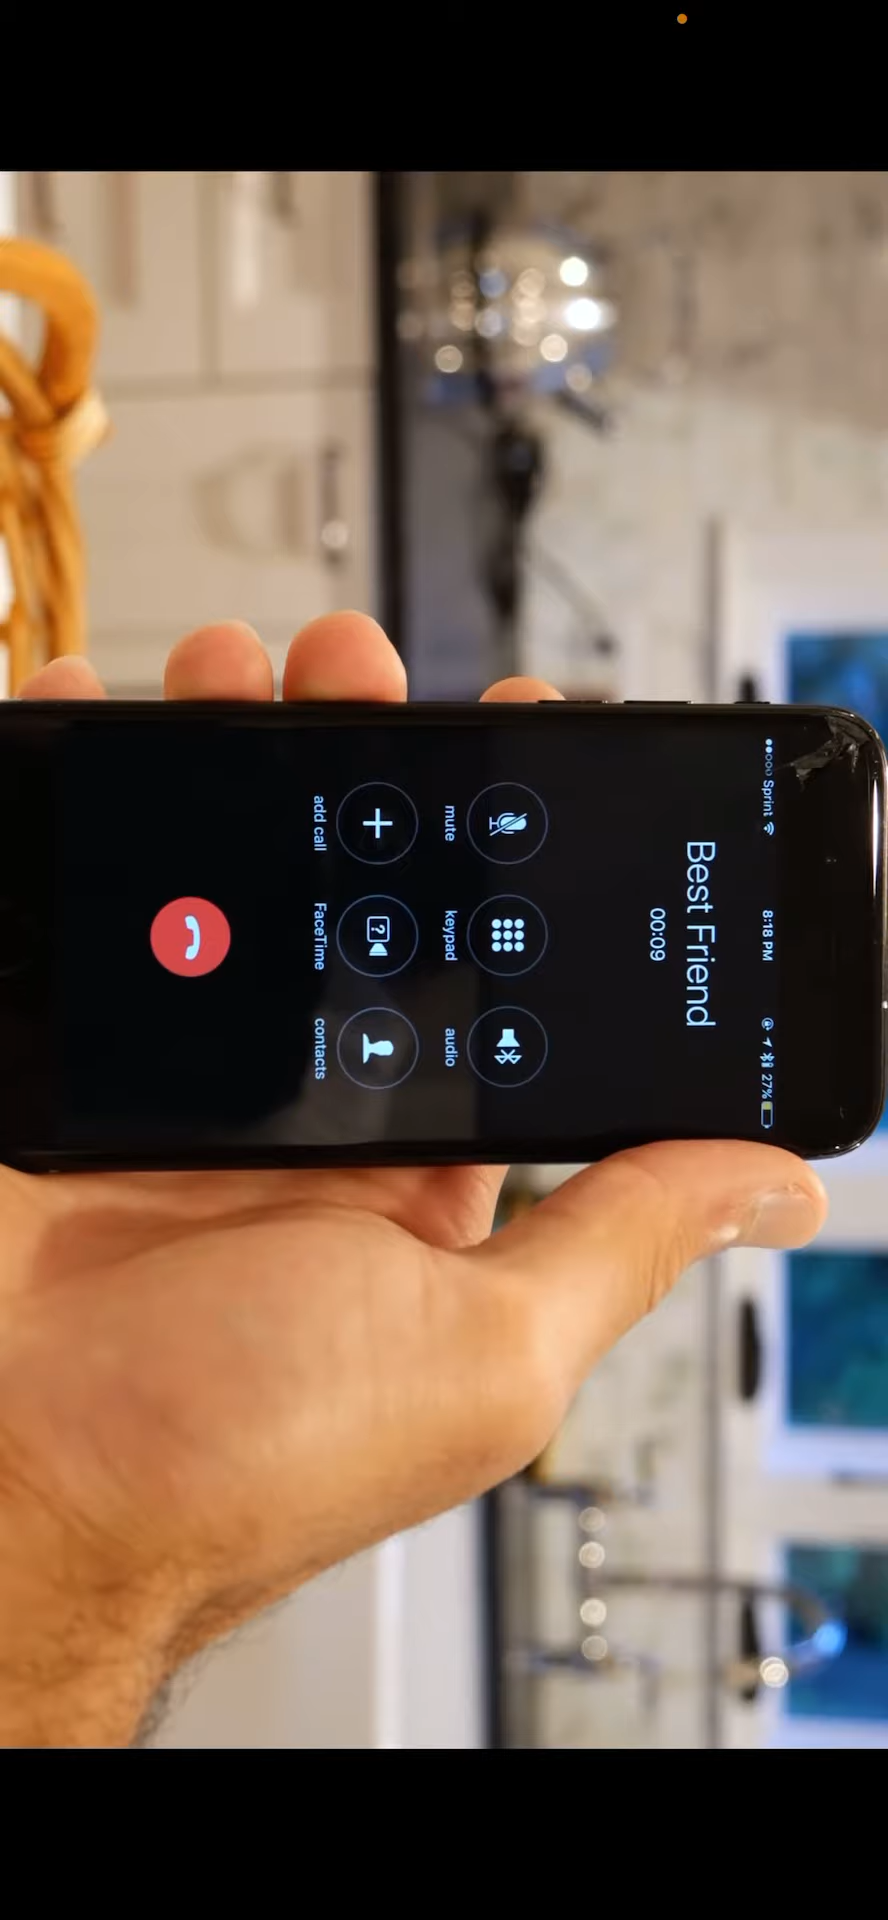 Sprint 8:18 PM 27%
Best Friend
00:09
mute keypad audio
add call FaceTime contacts